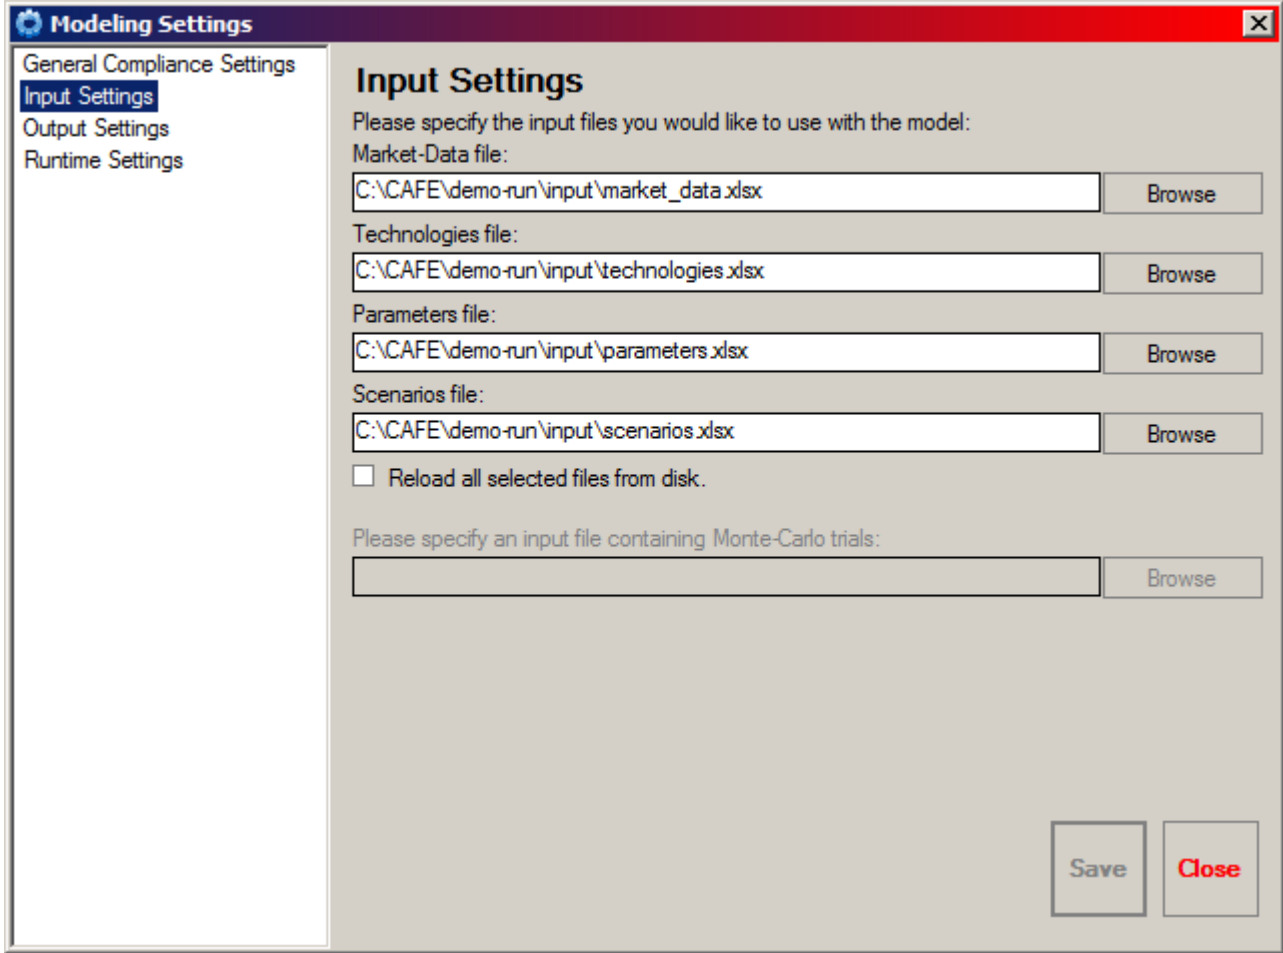 Modeling Settings
General Compliance Settings
Input Settings
Output Settings
Runtime Settings
Input Settings
Please specify the input files you would like to use with the model:
Market-Data file:
C:\CAFE\demo-run\input\market_data.xlsx
Browse
Technologies file:
C:\CAFE\demo-run\input\technologies.xlsx
Browse
Parameters file:
C:\CAFE\demo-run\input\parameters.xlsx
Browse
Scenarios file:
C:\CAFE\demo-run\input\scenarios.xlsx
Browse
Reload all selected files from disk.
Please specify an input file containing Monte-Carlo trials:
Browse
Save
Close